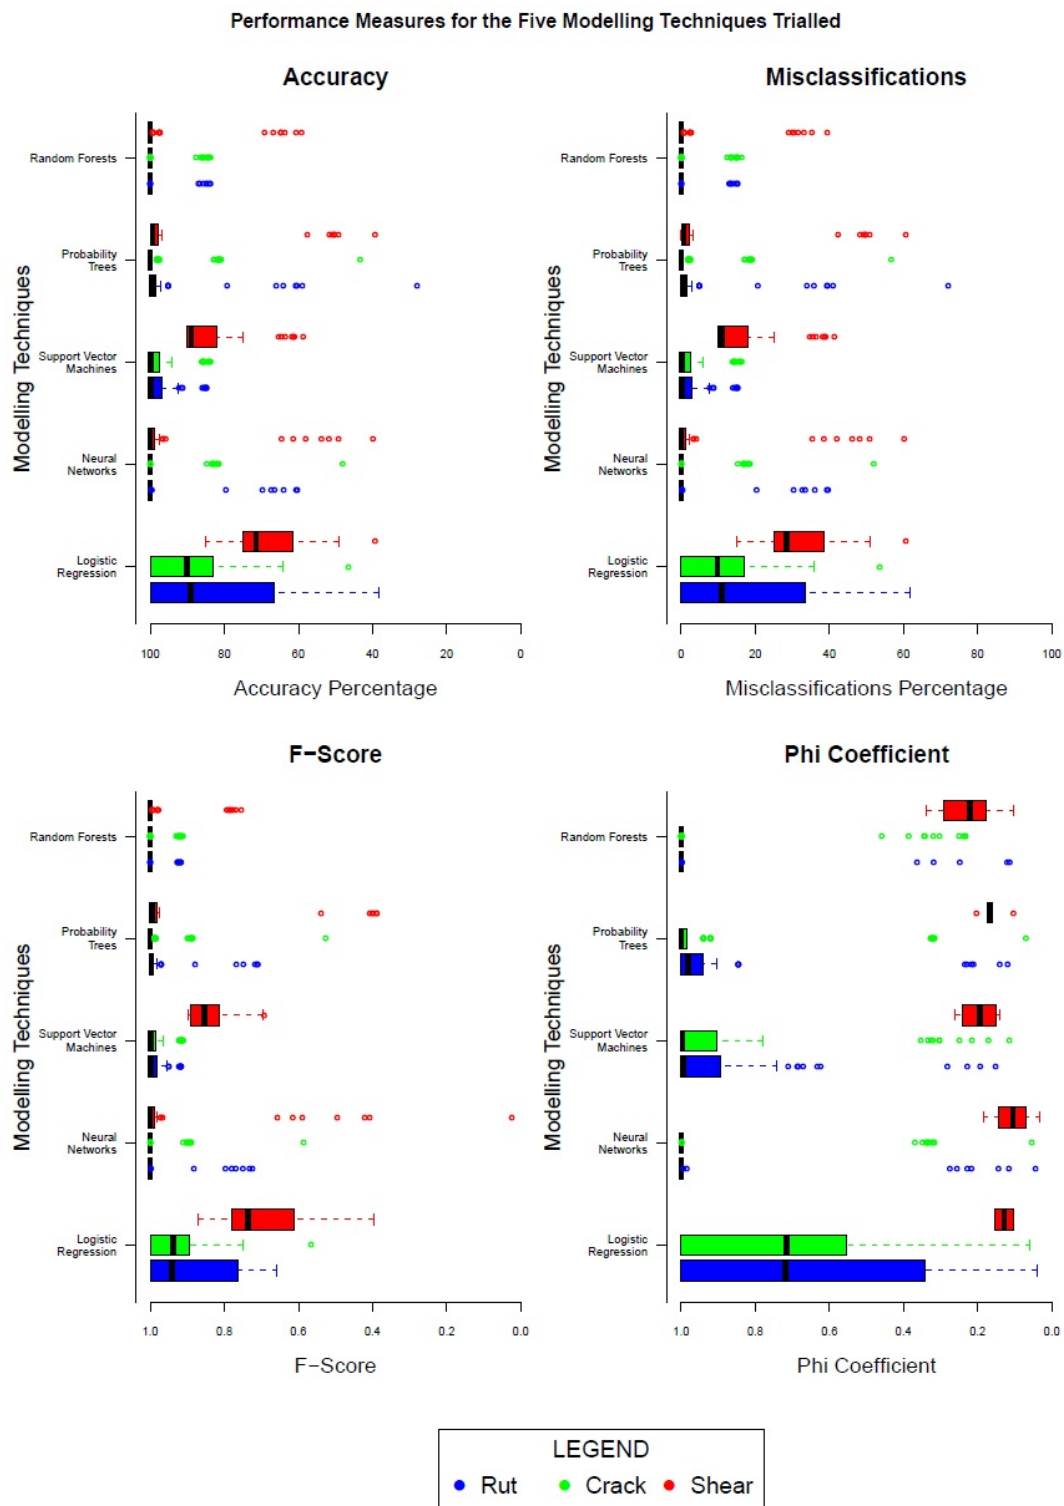 Performance Measures for the Five Modelling Techniques Trialled
Accuracy
Modelling Techniques
Random Forests
Probability
Trees
Support Vector
Machines
Neural
Networks
Logistic
Regression
100 80 60 40 20 0
Accuracy Percentage
Misclassifications
Modelling Techniques
Random Forests
Probability
Trees
Support Vector
Machines
Neural
Networks
Logistic
Regression
0 20 40 60 80 100
Misclassifications Percentage
F−Score
Modelling Techniques
Random Forests
Probability
Trees
Support Vector
Machines
Neural
Networks
Logistic
Regression
1.0 0.8 0.6 0.4 0.2 0.0
F−Score
Phi Coefficient
Modelling Techniques
Random Forests
Probability
Trees
Support Vector
Machines
Neural
Networks
Logistic
Regression
1.0 0.8 0.6 0.4 0.2 0.0
Phi Coefficient
LEGEND
Rut Crack Shear